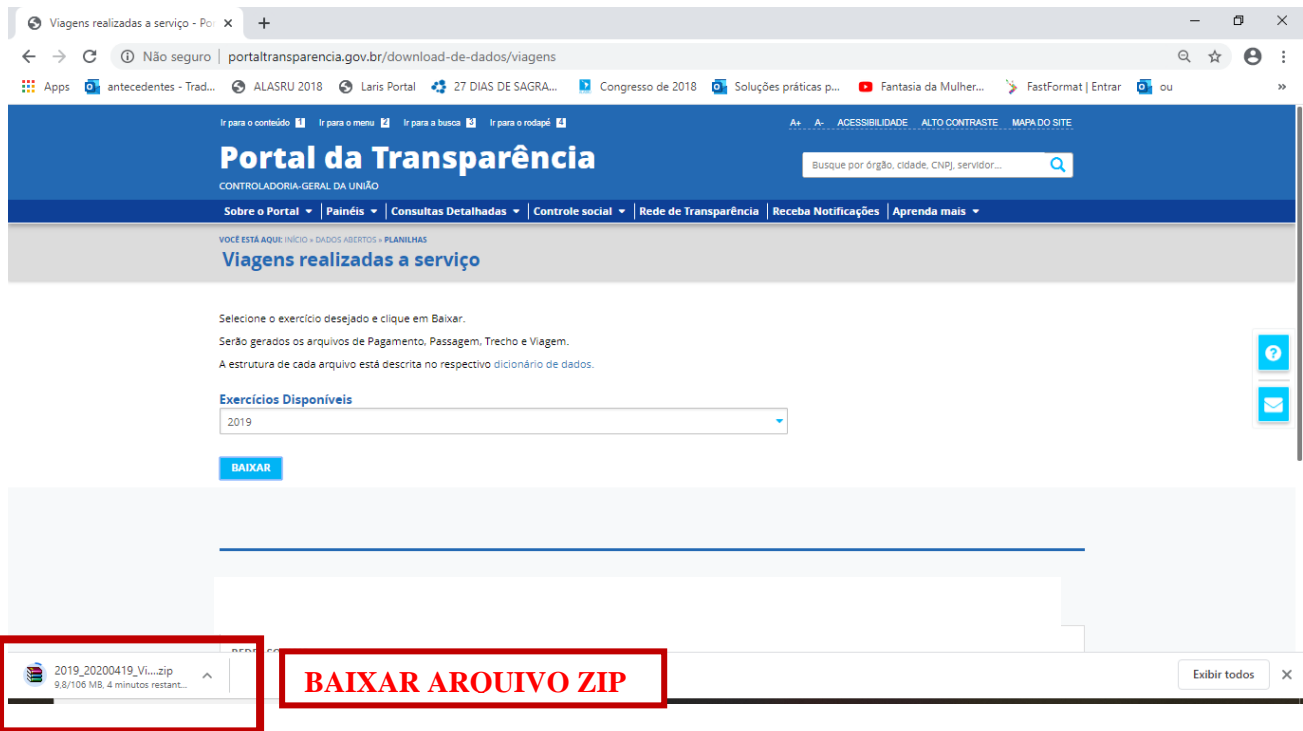 Viagens realizadas a serviço - Por
Não seguro | portaltransparencia.gov.br/download-de-dados/viagens
Apps antecedentes - Trad... ALASRU 2018 Laris Portal 27 DIAS DE SAGRA... Congresso de 2018 Soluções práticas p... Fantasia da Mulher... FastFormat | Entrar ou »
Ir para o conteúdo 1 Ir para o menu 2 Ir para a busca 3 Ir para o rodapé 4 A+ A- ACESSIBILIDADE ALTO CONTRASTE MAPA DO SITE
Portal da Transparência
Busque por órgão, cidade, CNPJ, servidor...
CONTROLADORIA-GERAL DA UNIÃO
Sobre o Portal Painéis Consultas Detalhadas Controle social Rede de Transparência Receba Notificações Aprenda mais
VOCÊ ESTÁ AQUI: INÍCIO » DADOS ABERTOS » PLANILHAS
Viagens realizadas a serviço
Selecione o exercício desejado e clique em Baixar.
Serão gerados os arquivos de Pagamento, Passagem, Trecho e Viagem.
A estrutura de cada arquivo está descrita no respectivo dicionário de dados.
Exercícios Disponíveis
2019
BAIXAR
2019_20200419_Vi....zip
9,8/106 MB, 4 minutos restant...
BAIXAR AROUIVO ZIP
Exibir todos